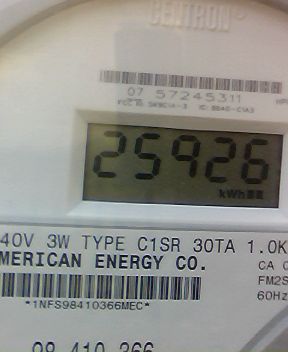 CENTRON®
07 57245311
25926
kWh
40V 3W TYPE C1SR 30TA 1.0K
MERICAN ENERGY CO.
CA 0
FM2S
60Hz
*1NFS98410366MEC*
98 410 366